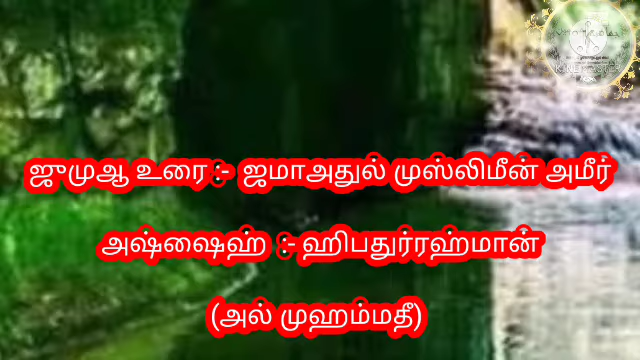 ஜுமுஆ உரை :- ஜமாஅதுல் முஸ்லிமீன் அமீர்
அஷ்ஷைஹ் :- ஹிபதுர்ரஹ்மான்
(அல் முஹம்மதீ)